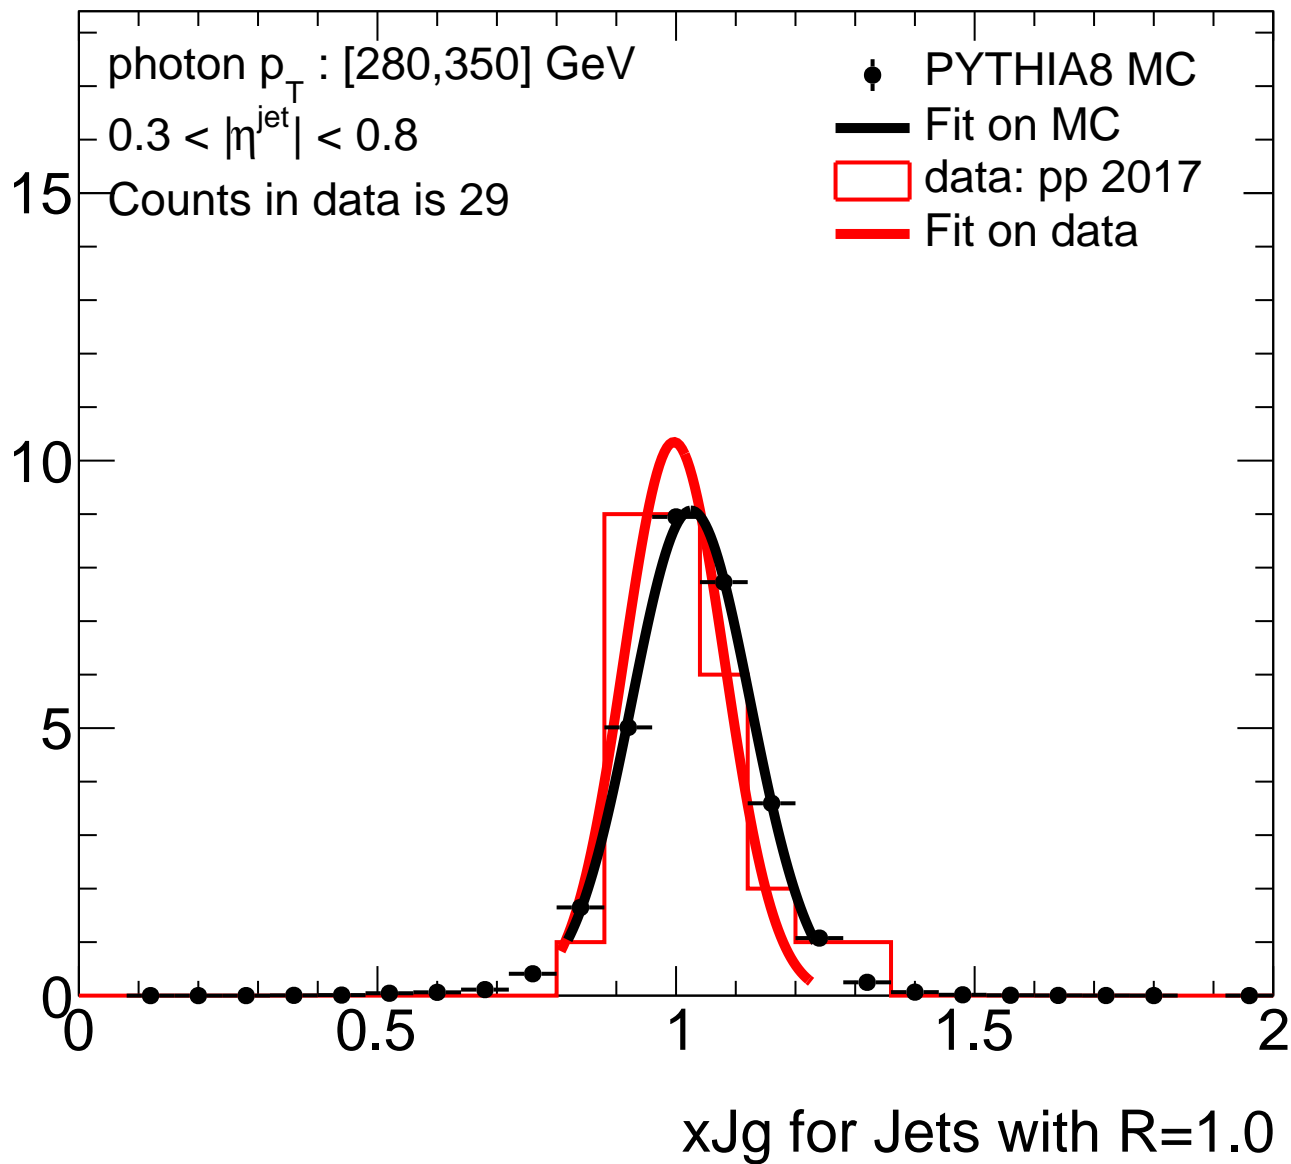 photon p_T : [280,350] GeV
0.3 < |η^jet| < 0.8
Counts in data is 29
PYTHIA8 MC
Fit on MC
data: pp 2017
Fit on data
15
10
5
0
0 0.5 1 1.5 2
xJg for Jets with R=1.0